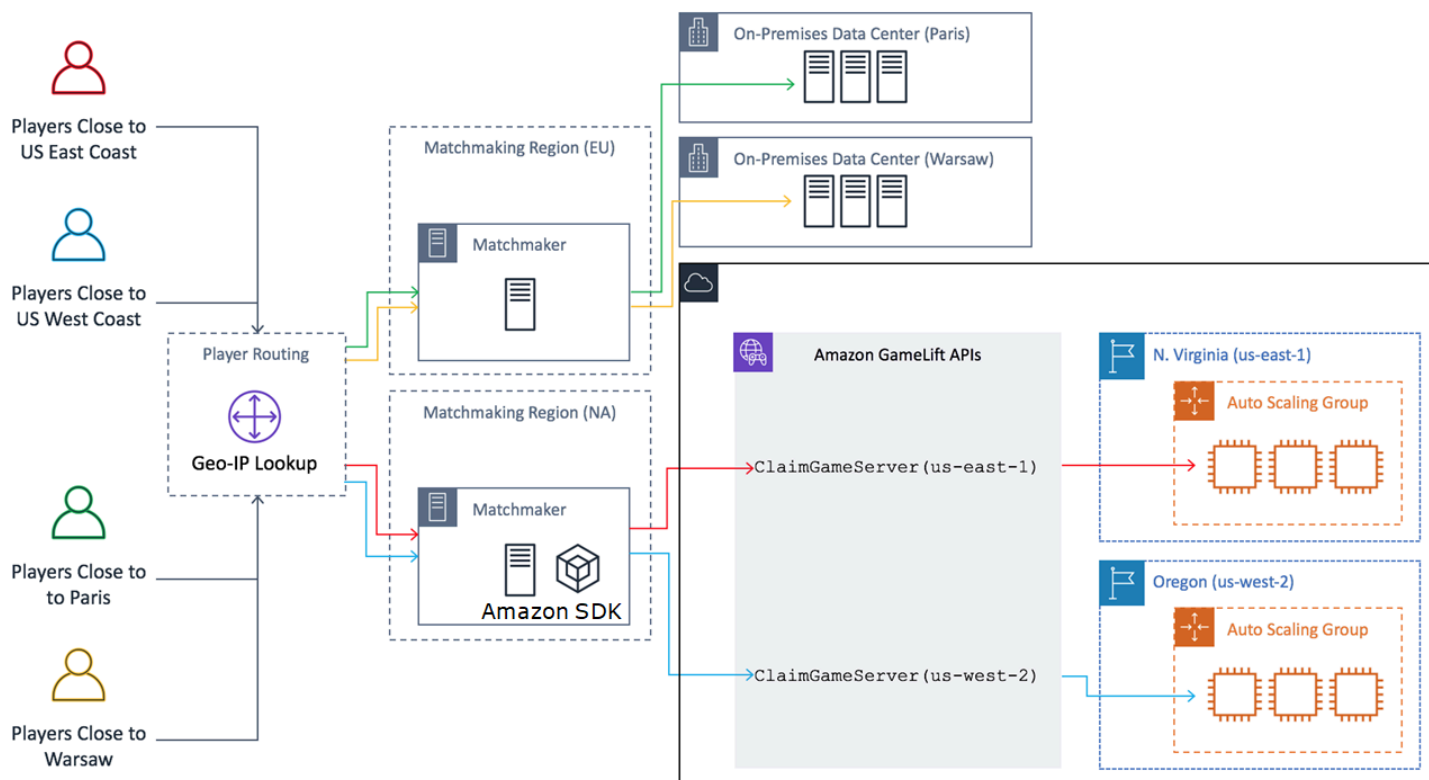 Players Close to
US East Coast
Players Close to
US West Coast
Player Routing
Geo-IP Lookup
Players Close to
to Paris
Players Close to
Warsaw
Matchmaking Region (EU)
Matchmaker
Matchmaking Region (NA)
Matchmaker
Amazon SDK
On-Premises Data Center (Paris)
On-Premises Data Center (Warsaw)
Amazon GameLift APIs
ClaimGameServer(us-east-1)
ClaimGameServer(us-west-2)
N. Virginia (us-east-1)
Auto Scaling Group
Oregon (us-west-2)
Auto Scaling Group